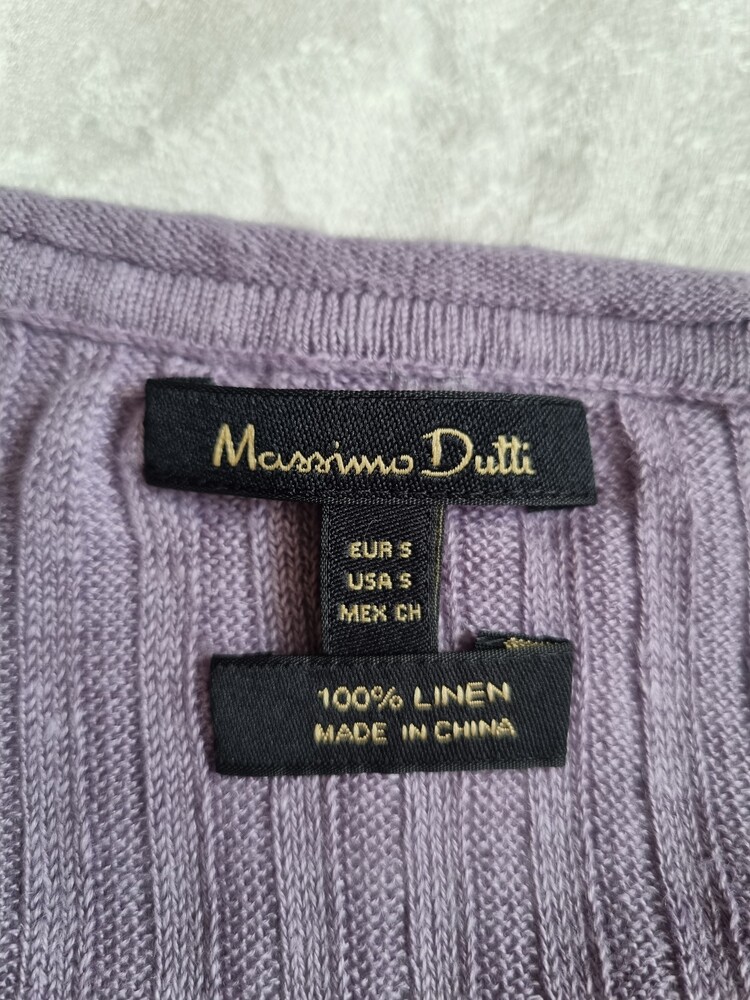 Massimo Dutti
EUR S
USA S
MEX CH
100% LINEN
MADE IN CHINA